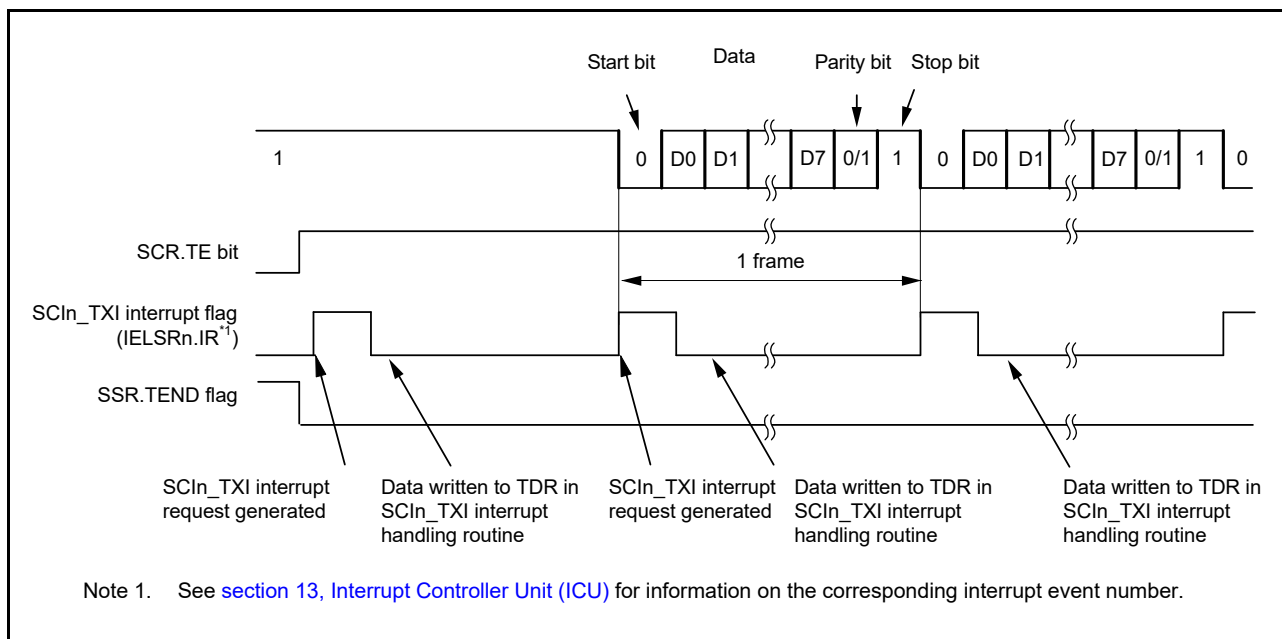 Start bit Data Parity bit Stop bit
1 0 D0 D1 D7 0/1 1 0 D0 D1 D7 0/1 1 0
SCR.TE bit
1 frame
SCIn_TXI interrupt flag
(IELSRn.IR*1)
SSR.TEND flag
SCIn_TXI interrupt
request generated
Data written to TDR in
SCIn_TXI interrupt
handling routine
SCIn_TXI interrupt
request generated
Data written to TDR in
SCIn_TXI interrupt
handling routine
Data written to TDR in
SCIn_TXI interrupt
handling routine
Note 1. See section 13, Interrupt Controller Unit (ICU) for information on the corresponding interrupt event number.